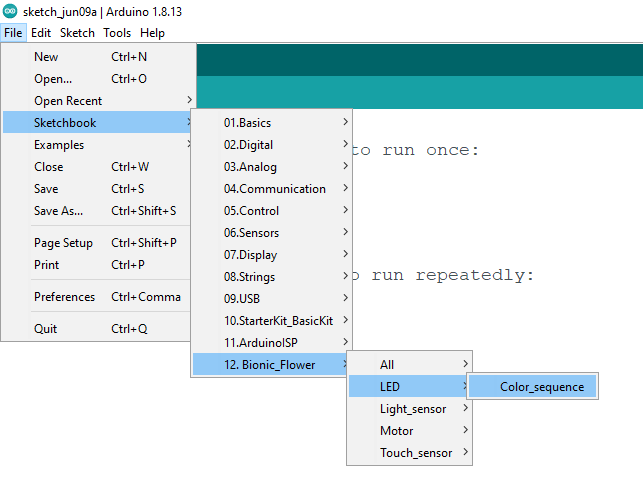 sketch_jun09a | Arduino 1.8.13
File Edit Sketch Tools Help
New Ctrl+N
Open... Ctrl+O
Open Recent
Sketchbook
Examples
Close Ctrl+W
Save Ctrl+S
Save As... Ctrl+Shift+S
Page Setup Ctrl+Shift+P
Print Ctrl+P
Preferences Ctrl+Comma
Quit Ctrl+Q
01.Basics
02.Digital
03.Analog
04.Communication
05.Control
06.Sensors
07.Display
08.Strings
09.USB
10.StarterKit_BasicKit
11.ArduinoISP
12. Bionic_Flower
All
LED
Light_sensor
Motor
Touch_sensor
Color_sequence
to run once:
o run repeatedly: